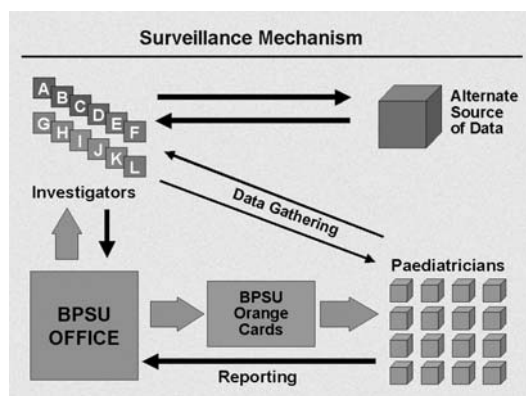 Surveillance Mechanism
A
B
C
D
E
F
G
H
I
J
K
L
Investigators
Alternate
Source
of Data
Data Gathering
Paediatricians
BPSU
OFFICE
BPSU
Orange
Cards
Reporting